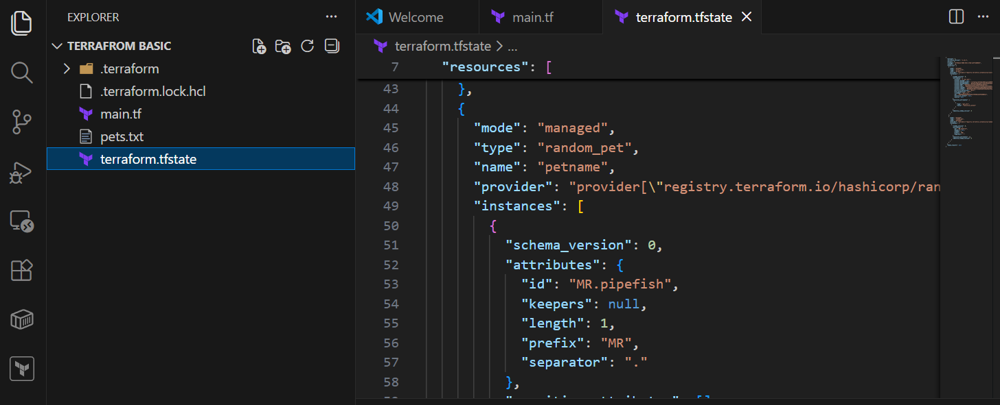 EXPLORER
TERRAFROM BASIC
.terraform
.terraform.lock.hcl
main.tf
pets.txt
terraform.tfstate
Welcome
main.tf
terraform.tfstate
terraform.tfstate > ...
7 "resources": [
43 },
44 {
45 "mode": "managed",
46 "type": "random_pet",
47 "name": "petname",
48 "provider": "provider[\"registry.terraform.io/hashicorp/ran
49 "instances": [
50 {
51 "schema_version": 0,
52 "attributes": {
53 "id": "MR.pipefish",
54 "keepers": null,
55 "length": 1,
56 "prefix": "MR",
57 "separator": "."
58 },